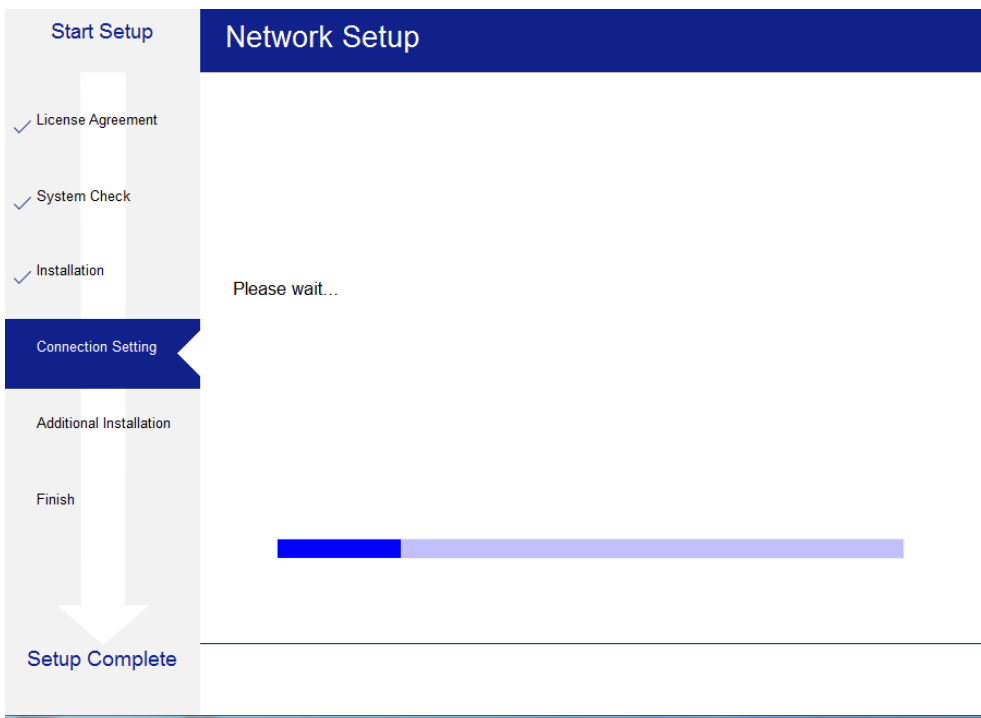 Start Setup
Network Setup
License Agreement
System Check
Installation
Please wait...
Connection Setting
Additional Installation
Finish
Setup Complete